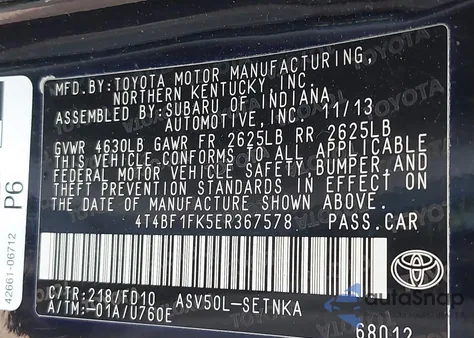 MFD.BY:TOYOTA MOTOR MANUFACTURING,
NORTHERN KENTUCKY, INC.
ASSEMBLED BY:SUBARU OF INDIANA
AUTOMOTIVE,INC. 11/13
GVWR 4630LB GAWR FR 2625LB RR 2625LB
THIS VEHICLE CONFORMS TO ALL APPLICABLE
FEDERAL MOTOR VEHICLE SAFETY,BUMPER,AND
THEFT PREVENTION STANDARDS IN EFFECT ON
THE DATE OF MANUFACTURE SHOWN ABOVE.
4T4BF1FK5ER367578 PASS.CAR
C/TR:218/FD10 ASV50L-SETNKA
A/TM:-01A/U760E
68012
TOYOTA
P6
42661-06712
autosnap